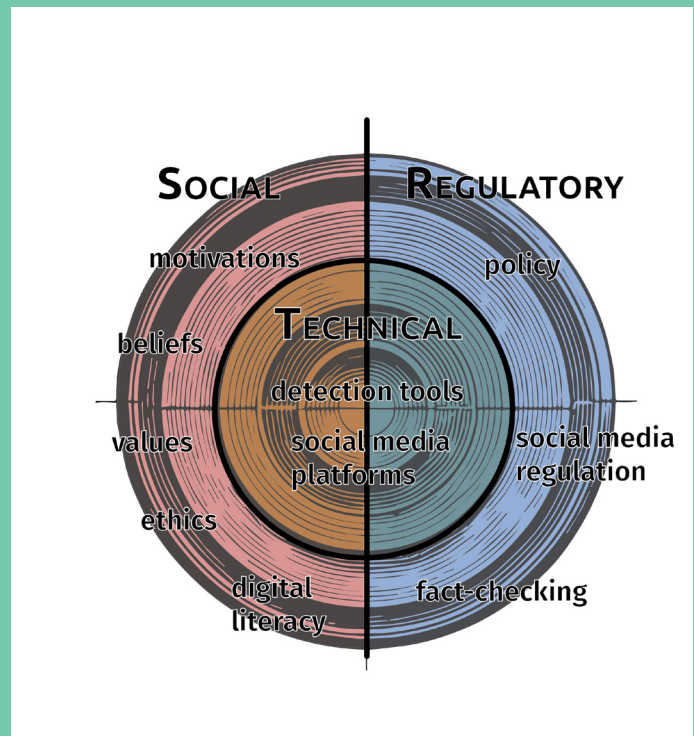 SOCIAL
REGULATORY
motivations
policy
beliefs
TECHNICAL
detection tools
values
social media
platforms
social media
regulation
ethics
digital
literacy
fact-checking